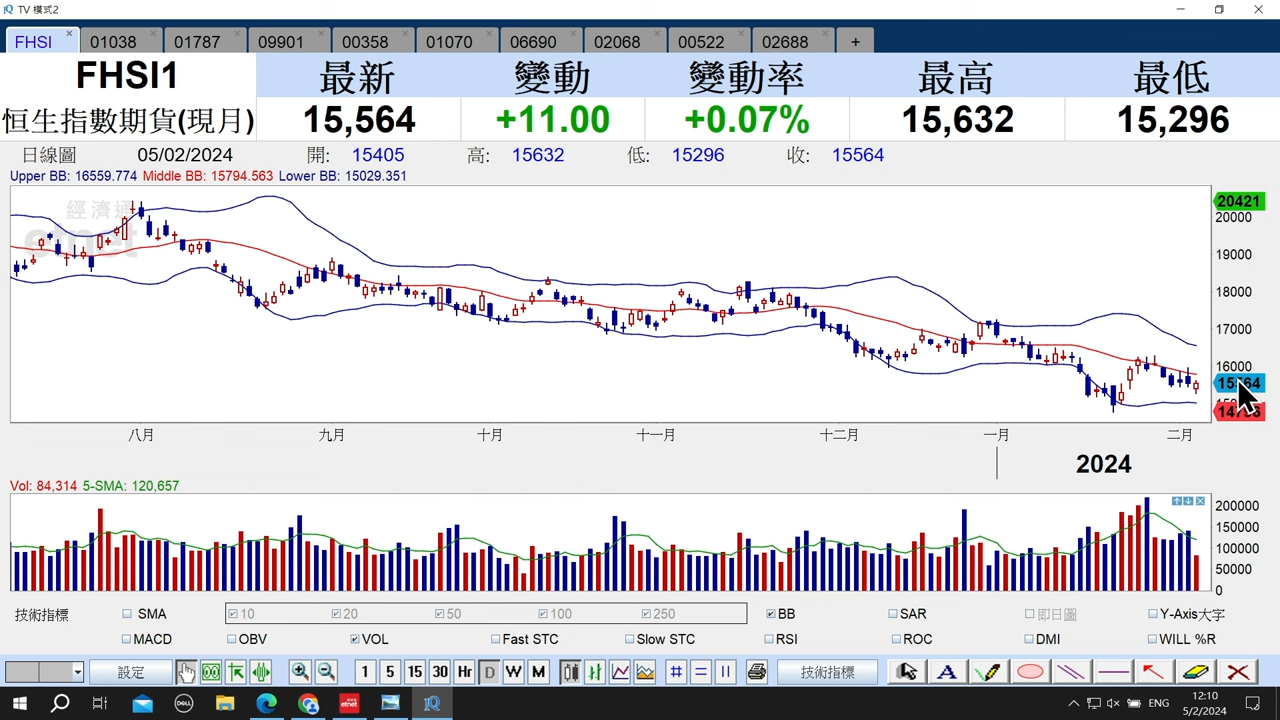 TV 模式2
FHSI 01038 01787 09901 00358 01070 06690 02068 00522 02688 +
FHSI1 最新 變動 變動率 最高 最低
恒生指數期貨(現月) 15,564 +11.00 +0.07% 15,632 15,296
日線圖 05/02/2024 開: 15405 高: 15632 低: 15296 收: 15564
Upper BB: 16559.774 Middle BB: 15794.563 Lower BB: 15029.351
經濟通
etnet
20421
20000
19000
18000
17000
16000
八月 九月 十月 十一月 十二月 一月 二月
2024
Vol: 84,314 5-SMA: 120,657
200000
150000
100000
50000
0
技術指標 SMA 10 20 50 100 250 BB SAR 即日圖 Y-Axis大字
MACD OBV VOL Fast STC Slow STC RSI ROC DMI WILL %R
設定 1 5 15 30 Hr D W M 技術指標 A
DELL etnet IQ ENG
12:10
5/2/2024